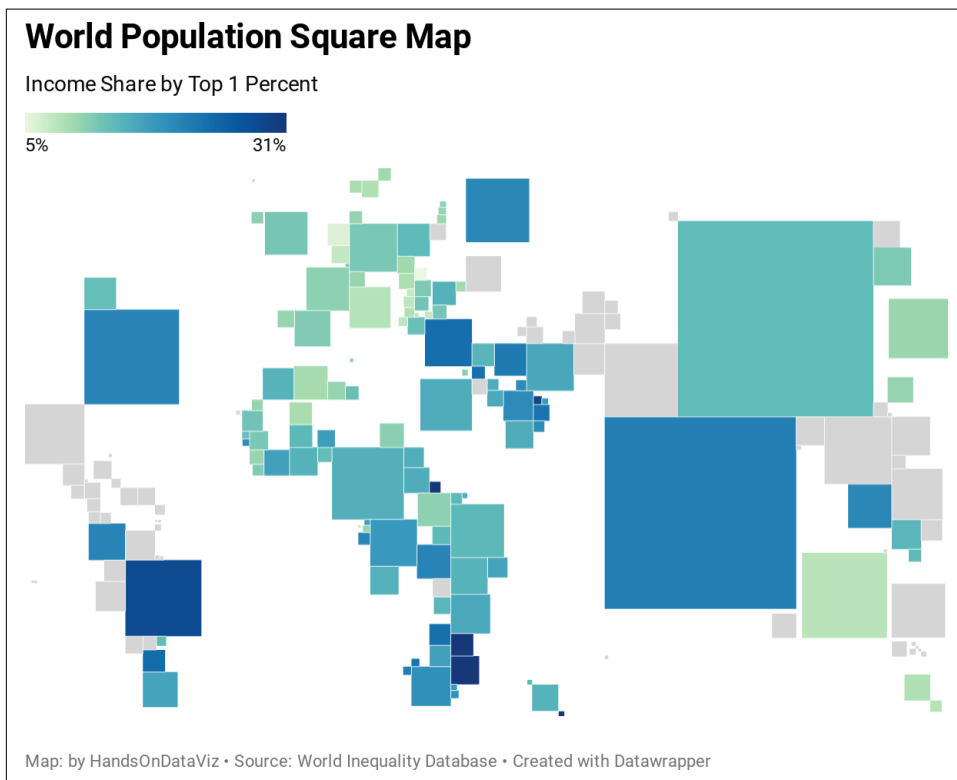 World Population Square Map
Income Share by Top 1 Percent
5% 31%
Map: by HandsOnDataViz • Source: World Inequality Database • Created with Datawrapper